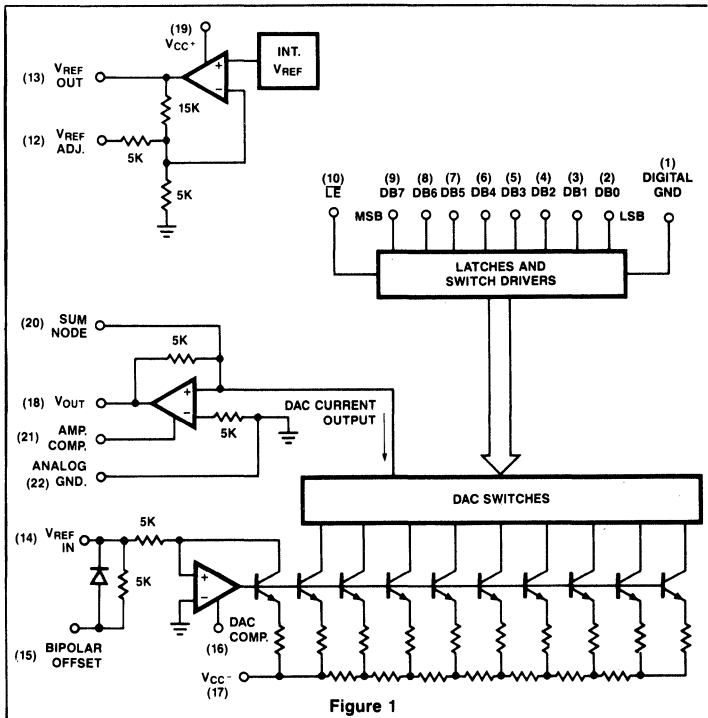 (19)
VCC+
INT.
VREF
(13) VREF
OUT
15K
(12) VREF
ADJ.
5K
5K
(10) (9) (8) (7) (6) (5) (4) (3) (2) (1)
LE DB7 DB6 DB5 DB4 DB3 DB2 DB1 DB0 DIGITAL
GND
MSB LSB
LATCHES AND
SWITCH DRIVERS
(20) SUM
NODE
5K
(18) VOUT
+
−
(21) AMP.
COMP.
5K
DAC CURRENT
OUTPUT
ANALOG
(22) GND.
DAC SWITCHES
(14) VREF
IN
5K
5K
+
−
DAC
COMP.
(16)
(15) BIPOLAR
OFFSET
VCC−
(17)
Figure 1